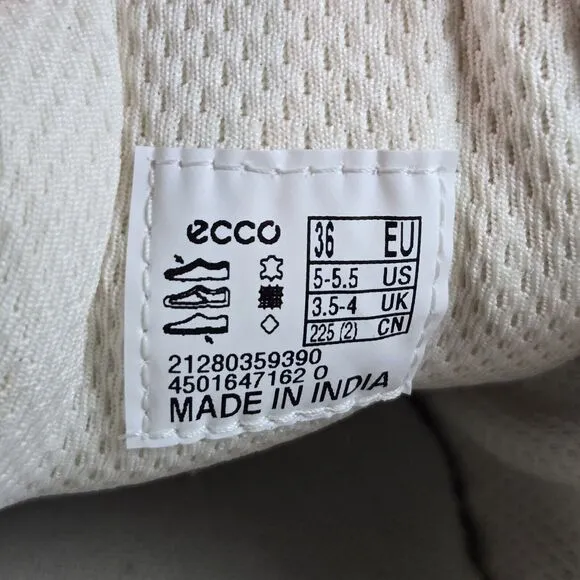 ecco
36 EU
5-5.5 US
3.5-4 UK
225 (2) CN
21280359390
4501647162 O
MADE IN INDIA